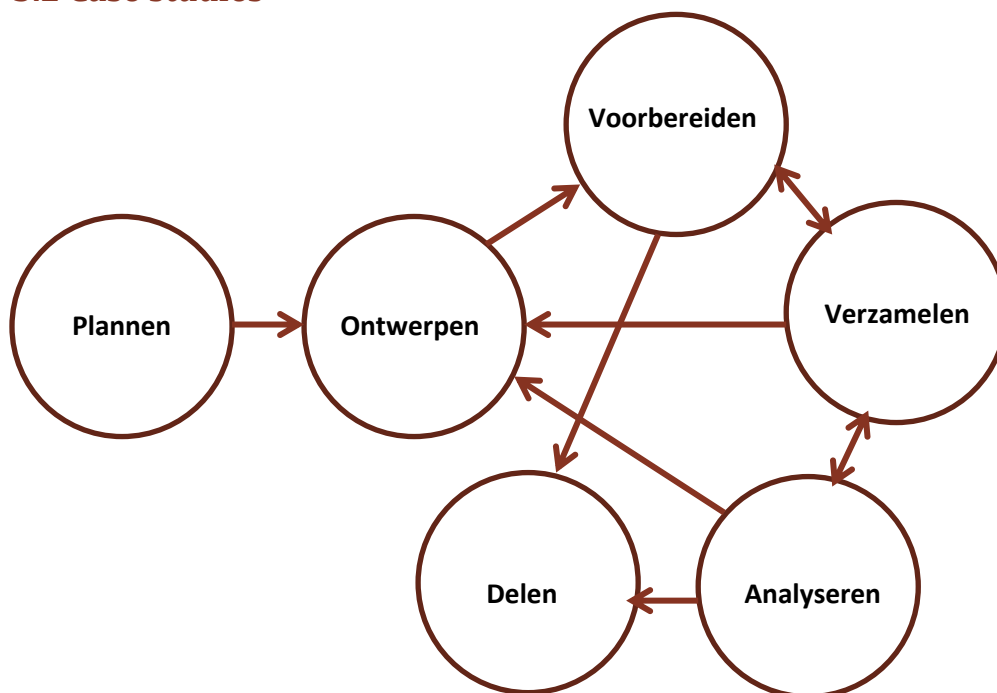 Voorbereiden
Plannen
Ontwerpen
Verzamelen
Delen
Analyseren